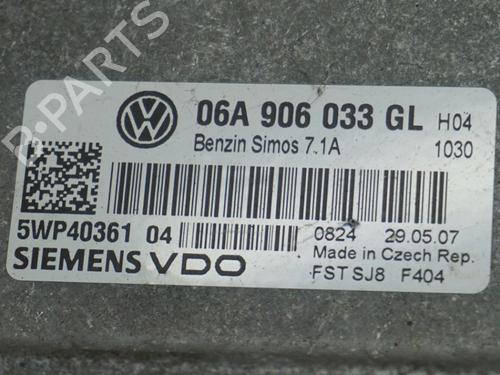 B-PARTS
06A 906 033 GL H04
Benzin Simos 7.1A 1030
5WP40361 04
0824 29.05.07
Made in Czech Rep.
SIEMENS VDO
FST SJ8 F404